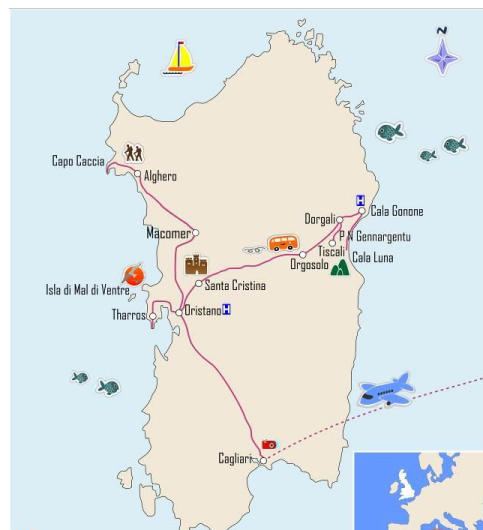 N
Capo Caccia
Alghero
H
Cala Gonone
Dorgali
Macomer
P N Gennargentu
Tiscali
Orgosolo
Cala Luna
Santa Cristina
Isla di Mal di Ventre
Tharros
Oristano H
Cagliari